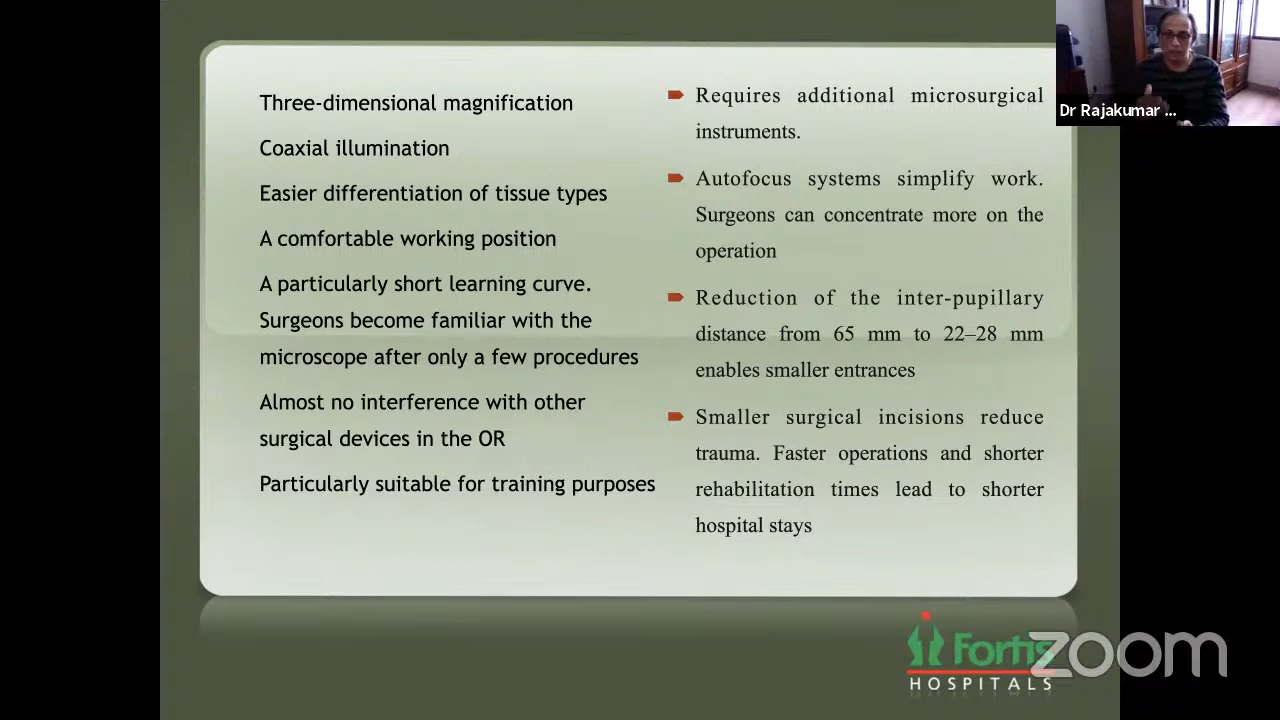 Three-dimensional magnification
Coaxial illumination
Easier differentiation of tissue types
A comfortable working position
A particularly short learning curve.
Surgeons become familiar with the
microscope after only a few procedures
Almost no interference with other
surgical devices in the OR
Particularly suitable for training purposes
Requires additional microsurgical
instruments.
Autofocus systems simplify work.
Surgeons can concentrate more on the
operation
Reduction of the inter-pupillary
distance from 65 mm to 22–28 mm
enables smaller entrances
Smaller surgical incisions reduce
trauma. Faster operations and shorter
rehabilitation times lead to shorter
hospital stays
Dr Rajakumar ...
Fortis
HOSPITALS
zoom